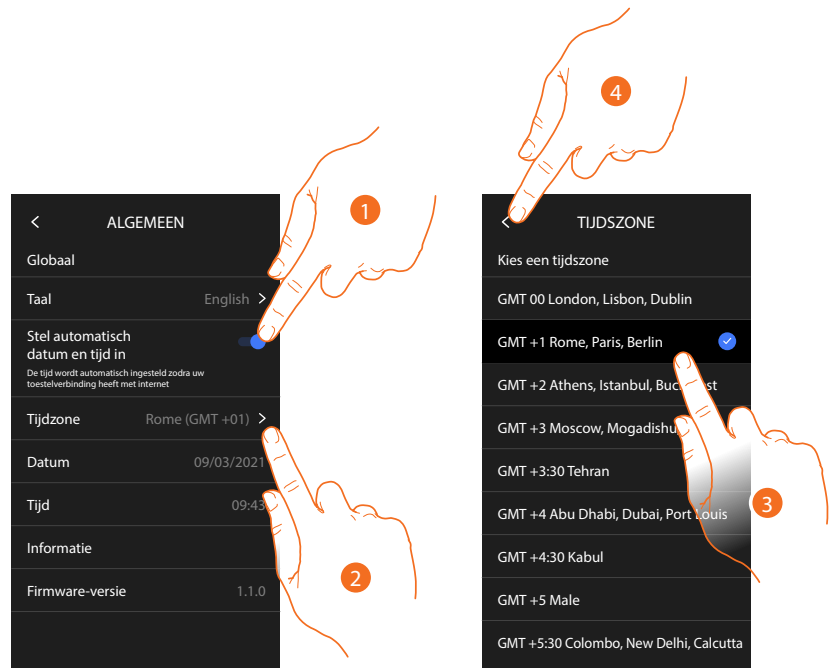 ALGEMEEN
Globaal
Taal English
Stel automatisch
datum en tijd in
De tijd wordt automatisch ingesteld zodra uw
toestelverbinding heeft met internet
Tijdzone Rome (GMT +01)
Datum 09/03/2021
Tijd 09:43
Informatie
Firmware-versie 1.1.0
1
2
TIJDSZONE
Kies een tijdszone
GMT 00 London, Lisbon, Dublin
GMT +1 Rome, Paris, Berlin
GMT +2 Athens, Istanbul,
GMT +3 Moscow, Mogadishu
GMT +3:30 Tehran
GMT +4 Abu Dhabi, Dubai, Port Louis
GMT +4:30 Kabul
GMT +5 Male
GMT +5:30 Colombo, New Delhi, Calcutta
4
3